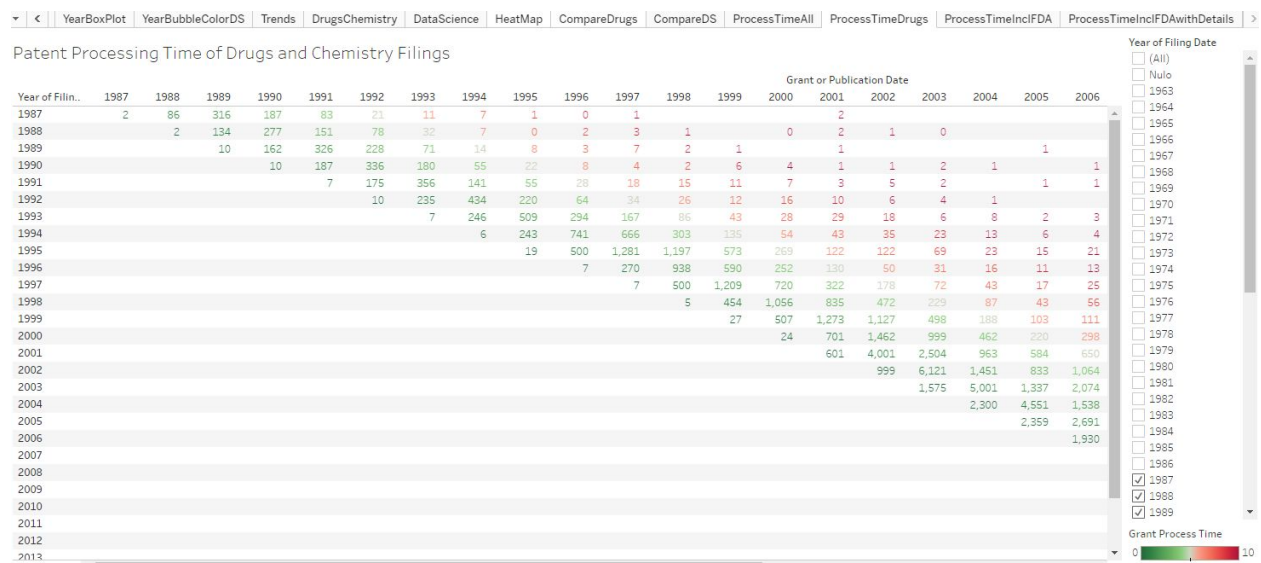 YearBoxPlot YearBubbleColorDS Trends DrugsChemistry DataScience HeatMap CompareDrugs CompareDS ProcessTimeAll ProcessTimeDrugs ProcessTimeInclFDA ProcessTimeInclFDAwithDetails
Patent Processing Time of Drugs and Chemistry Filings
Grant or Publication Date
Year of Filin.. 1987 1988 1989 1990 1991 1992 1993 1994 1995 1996 1997 1998 1999 2000 2001 2002 2003 2004 2005 2006
1987 2 86 316 187 83 21 11 7 1 0 1 2
1988 2 134 277 151 78 32 7 0 2 3 1 0 2 1 0
1989 10 162 326 228 71 14 8 3 7 2 1 1 1
1990 10 187 336 180 55 22 8 4 2 6 4 1 1 2 1 1
1991 7 175 356 141 55 28 18 15 11 7 3 5 2 1 1
1992 10 235 434 220 64 34 26 12 16 10 6 4 1
1993 7 246 509 294 167 86 43 28 29 18 6 8 2 3
1994 6 243 741 666 303 135 54 43 35 23 13 6 4
1995 19 500 1,281 1,197 573 269 122 122 69 23 15 21
1996 7 270 938 590 252 130 50 31 16 11 13
1997 7 500 1,209 720 322 178 72 43 17 25
1998 5 454 1,056 835 472 229 87 43 56
1999 27 507 1,273 1,127 498 188 103 111
2000 24 701 1,462 999 462 220 298
2001 601 4,001 2,504 963 584 650
2002 999 6,121 1,451 833 1,064
2003 1,575 5,001 1,337 2,074
2004 2,300 4,551 1,538
2005 2,359 2,691
2006 1,930
2007
2008
2009
2010
2011
2012
2013
Year of Filing Date
(All)
Nulo
1963
1964
1965
1966
1967
1968
1969
1970
1971
1972
1973
1974
1975
1976
1977
1978
1979
1980
1981
1982
1983
1984
1985
1986
1987
1988
1989
Grant Process Time
0 10